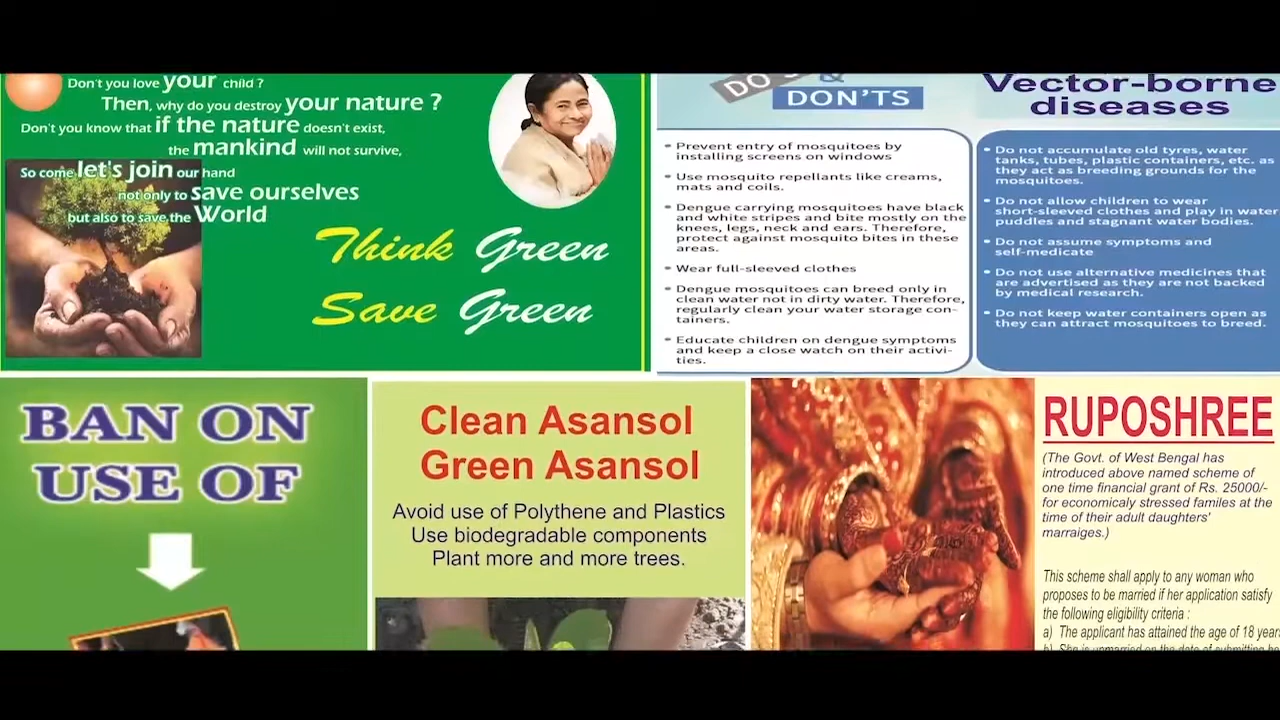 Don't you love your child ?
Then, why do you destroy your nature ?
Don't you know that if the nature doesn't exist,
the mankind will not survive,
So come let's join our hand
not only to save ourselves
but also to save the World
Think Green
Save Green
DO'S &
DON'TS
• Prevent entry of mosquitoes by
installing screens on windows
• Use mosquito repellants like creams,
mats and coils.
• Dengue carrying mosquitoes have black
and white stripes and bite mostly on the
knees, legs, neck and ears. Therefore,
protect against mosquito bites in these
areas.
• Wear full-sleeved clothes
• Dengue mosquitoes can breed only in
clean water not in dirty water. Therefore,
regularly clean your water storage con-
tainers.
• Educate children on dengue symptoms
and keep a close watch on their activi-
ties.
Vector-borne
diseases
• Do not accumulate old tyres, water
tanks, tubes, plastic containers, etc. as
they act as breeding grounds for the
mosquitoes.
• Do not allow children to wear
short-sleeved clothes and play in water
puddles and stagnant water bodies.
• Do not assume symptoms and
self-medicate
• Do not use alternative medicines that
are advertised as they are not backed
by medical research.
• Do not keep water containers open as
they can attract mosquitoes to breed.
BAN ON
USE OF
Clean Asansol
Green Asansol
Avoid use of Polythene and Plastics
Use biodegradable components
Plant more and more trees.
RUPOSHREE
(The Govt. of West Bengal has
introduced above named scheme of
one time financial grant of Rs. 25000/-
for economicaly stressed familes at the
time of their adult daughters'
marraiges.)
This scheme shall apply to any woman who
proposes to be married if her application satisfy
the following eligibility criteria :
a) The applicant has attained the age of 18 years
b) She is unmarried on the date of submitting